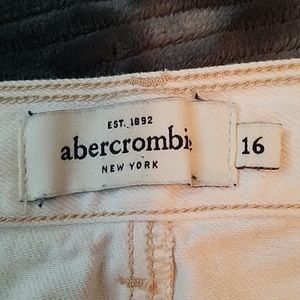 EST. 1892
abercrombi
NEW YORK
16